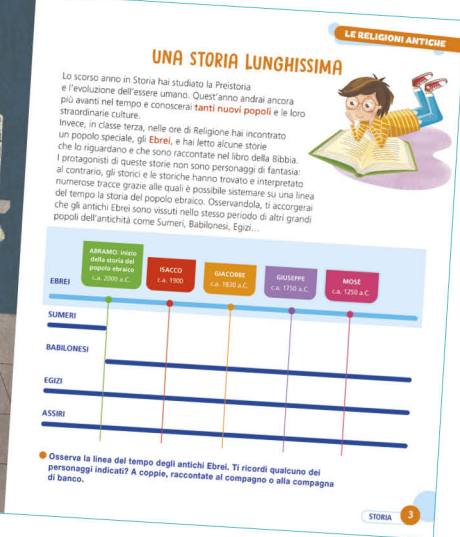 LE RELIGIONI ANTICHE
UNA STORIA LUNGHISSIMA
Lo scorso anno in Storia hai studiato la Preistoria
e l'evoluzione dell'essere umano. Quest'anno andrai ancora
più avanti nel tempo e conoscerai tanti nuovi popoli e le loro
straordinarie culture.
Invece, in classe terza, nelle ore di Religione hai incontrato
un popolo speciale, gli Ebrei, e hai letto alcune storie
che lo riguardano e che sono raccontate nel libro della Bibbia.
I protagonisti di queste storie non sono personaggi di fantasia:
al contrario, gli storici e le storiche hanno trovato e interpretato
numerose tracce grazie alle quali è possibile sistemare su una linea
del tempo la storia del popolo ebraico. Osservandola, ti accorgerai
che gli antichi Ebrei sono vissuti nello stesso periodo di altri grandi
popoli dell'antichità come Sumeri, Babilonesi, Egizi...
ABRAMO: inizio
della storia del
popolo ebraico
c.a. 2000 a.C.
ISACCO
c.a. 1900
GIACOBBE
c.a. 1830 a.C.
GIUSEPPE
c.a. 1750 a.C.
MOSÈ
c.a. 1250 a.C.
EBREI
SUMERI
BABILONESI
EGIZI
ASSIRI
Osserva la linea del tempo degli antichi Ebrei. Ti ricordi qualcuno dei
personaggi indicati? A coppie, raccontate al compagno o alla compagna
di banco.
STORIA 3